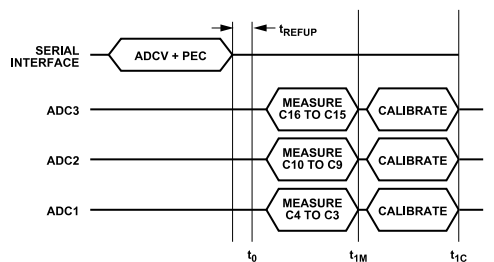 tREFUP
SERIAL
INTERFACE
ADCV + PEC
ADC3
MEASURE
C16 TO C15
CALIBRATE
ADC2
MEASURE
C10 TO C9
CALIBRATE
ADC1
MEASURE
C4 TO C3
CALIBRATE
t0
t1M
t1C